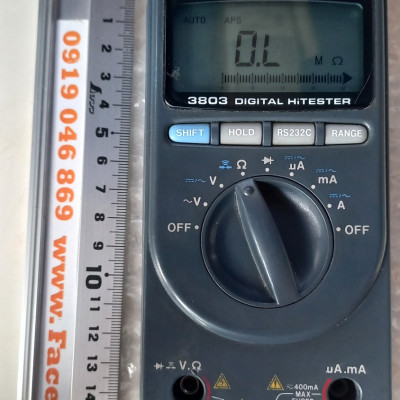 AUTO APS
O.L
M Ω
3803 DIGITAL HiTESTER
SHIFT HOLD RS232C RANGE
Ω
μA
V
mA
~V
A
OFF
OFF
V.Ω
μA.mA
400mA
MAX
0919 046 869 www.Face
1
2
3
4
5
6
7
8
9
10
11
12
13
14